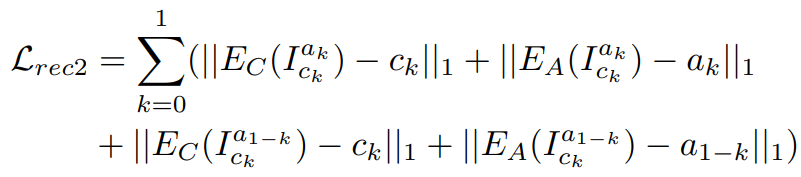 $\mathcal{L}_{rec2} = \sum_{k=0}^{1} (||E_C(I_{c_k}^{a_k}) - c_k||_1 + ||E_A(I_{c_k}^{a_k}) - a_k||_1$
$+ ||E_C(I_{c_k}^{a_{1-k}}) - c_k||_1 + ||E_A(I_{c_k}^{a_{1-k}}) - a_{1-k}||_1)$